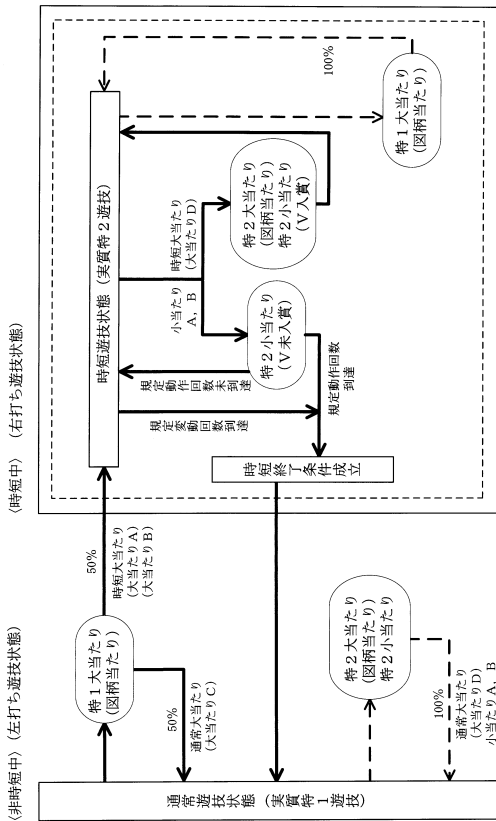 〈非時短中〉（左打ち遊技状態）
〈時短中〉（右打ち遊技状態）
通常遊技状態（実質特１遊技）
特１大当たり
（図柄当たり）
50%
時短大当たり
（大当たりA）
（大当たりB）
50%
通常大当たり
（大当たりC）
特２大当たり
（図柄当たり）
特２小当たり
100%
通常大当たり
（大当たりD）
小当たりA，B
時短遊技状態（実質特２遊技）
規定変動回数到達
規定動作回数未到達
小当たり
A，B
時短大当たり
（大当たりD）
特２小当たり
（V未入賞）
特２大当たり
（図柄当たり）
特２小当たり
（V入賞）
規定動作回数
到達
時短終了条件成立
100%
特１大当たり
（図柄当たり）